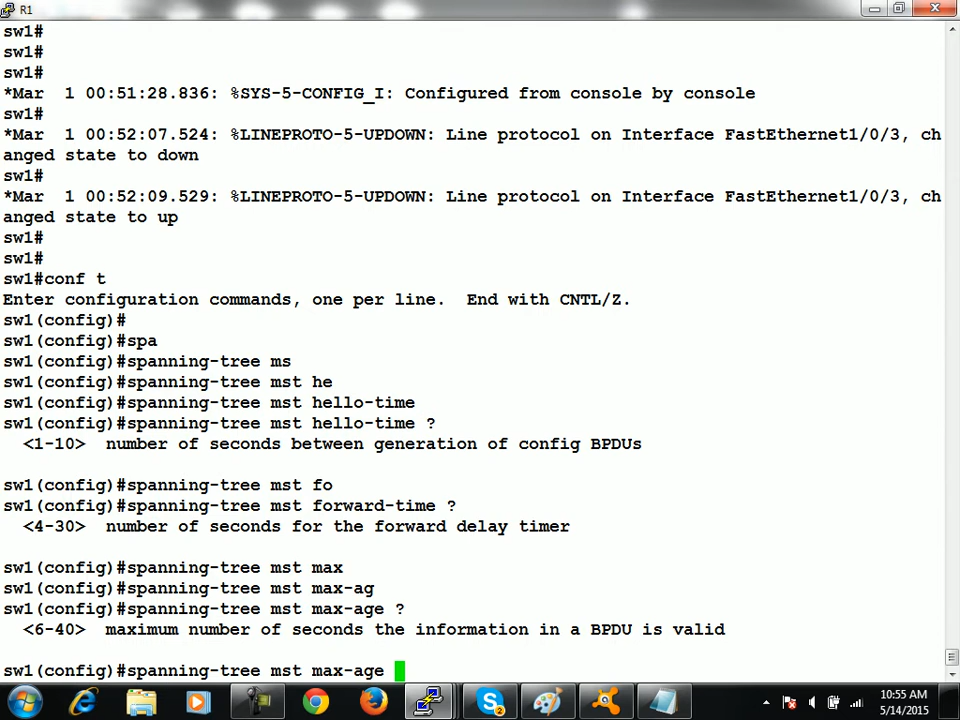 R1
sw1#
sw1#
sw1#
*Mar  1 00:51:28.836: %SYS-5-CONFIG_I: Configured from console by console
sw1#
*Mar  1 00:52:07.524: %LINEPROTO-5-UPDOWN: Line protocol on Interface FastEthernet1/0/3, ch
anged state to down
sw1#
*Mar  1 00:52:09.529: %LINEPROTO-5-UPDOWN: Line protocol on Interface FastEthernet1/0/3, ch
anged state to up
sw1#
sw1#
sw1#conf t
Enter configuration commands, one per line.  End with CNTL/Z.
sw1(config)#
sw1(config)#spa
sw1(config)#spanning-tree ms
sw1(config)#spanning-tree mst he
sw1(config)#spanning-tree mst hello-time
sw1(config)#spanning-tree mst hello-time ?
  <1-10>  number of seconds between generation of config BPDUs
sw1(config)#spanning-tree mst fo
sw1(config)#spanning-tree mst forward-time ?
  <4-30>  number of seconds for the forward delay timer
sw1(config)#spanning-tree mst max
sw1(config)#spanning-tree mst max-ag
sw1(config)#spanning-tree mst max-age ?
  <6-40>  maximum number of seconds the information in a BPDU is valid
sw1(config)#spanning-tree mst max-age
2
10:55 AM
5/14/2015